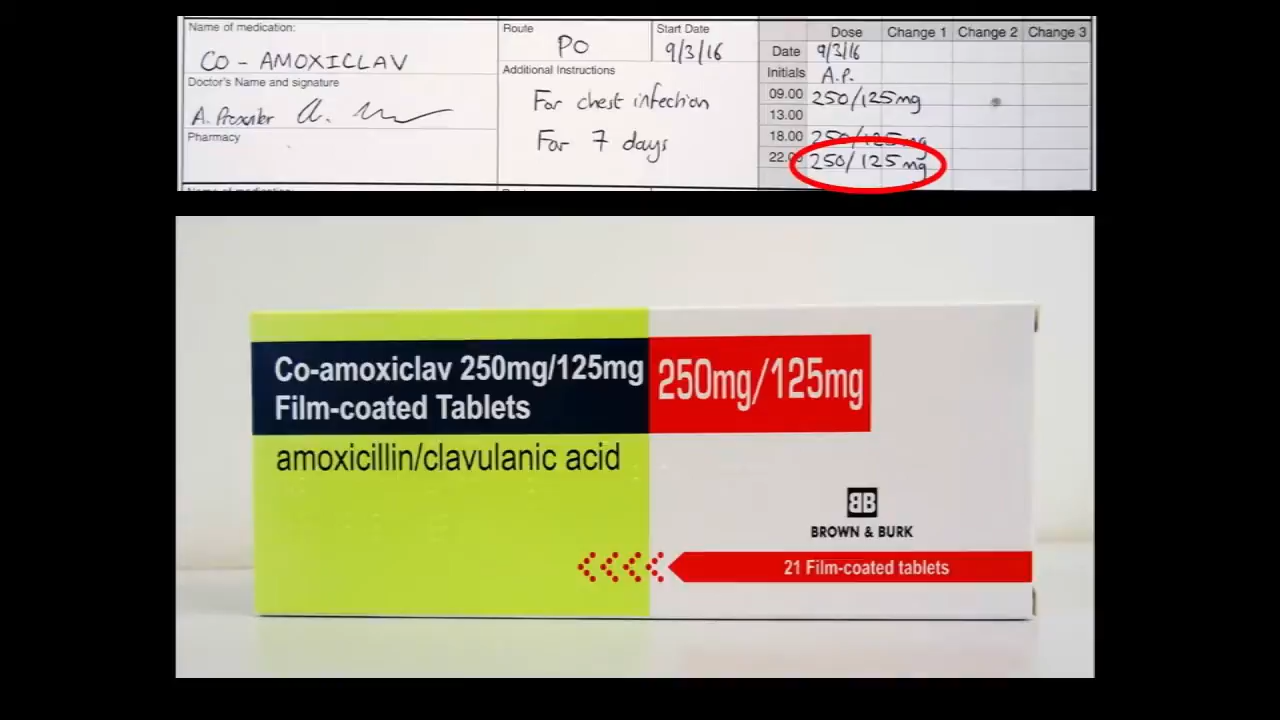 Name of medication:
CO - AMOXICLAV
Doctor's Name and signature
A. Prescriber
Pharmacy
Route
PO
Start Date
9/3/16
Additional Instructions
For chest infection
For 7 days
Dose Change 1 Change 2 Change 3
Date 9/3/16
Initials A.P.
09.00 250/125mg
13.00
18.00 250/125mg
22.00 250/125mg
Co-amoxiclav 250mg/125mg
Film-coated Tablets
250mg/125mg
amoxicillin/clavulanic acid
BB
BROWN & BURK
21 Film-coated tablets